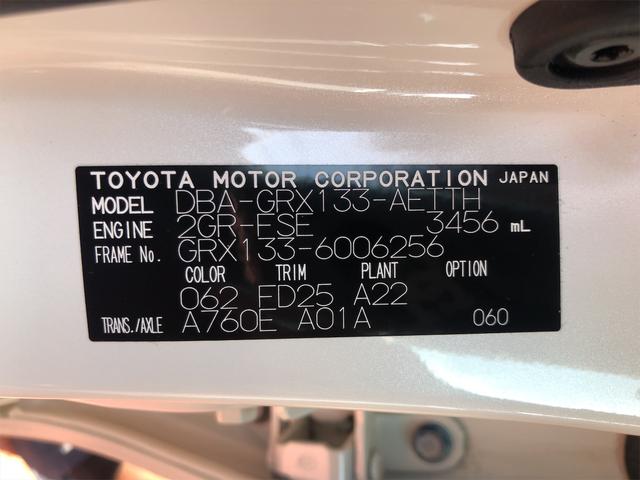 TOYOTA MOTOR CORPORATION JAPAN
MODEL DBA-GRX133-AETTH
ENGINE 2GR-FSE 3456 mL
FRAME No. GRX133-6006256
COLOR TRIM PLANT OPTION
062 FD25 A22
TRANS./AXLE A760E A01A 060